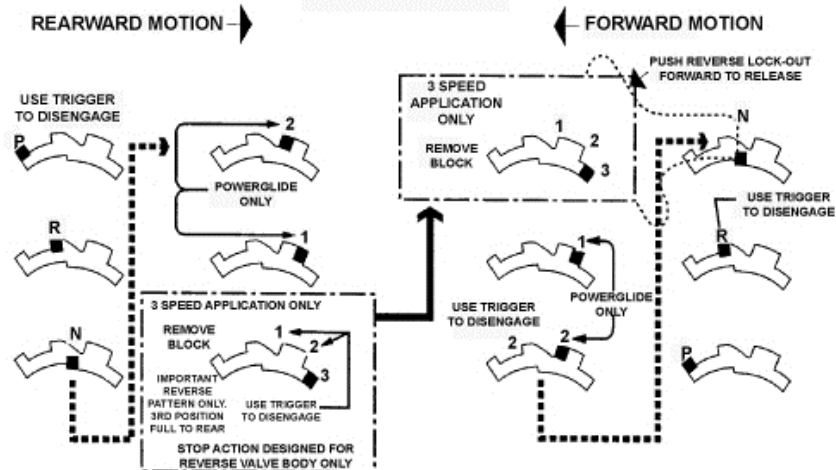 REARWARD MOTION
USE TRIGGER
TO DISENGAGE
P
R
N
2
POWERGLIDE
ONLY
1
3 SPEED APPLICATION ONLY
REMOVE
BLOCK
1
2
3
IMPORTANT
REVERSE
PATTERN ONLY.
3RD POSITION
FULL TO REAR
USE TRIGGER
TO DISENGAGE
STOP ACTION DESIGNED FOR
REVERSE VALVE BODY ONLY
FORWARD MOTION
PUSH REVERSE LOCK-OUT
FORWARD TO RELEASE
3 SPEED
APPLICATION
ONLY
REMOVE
BLOCK
1
2
3
1
POWERGLIDE
ONLY
USE TRIGGER
TO DISENGAGE
2
2
N
USE TRIGGER
TO DISENGAGE
R
P